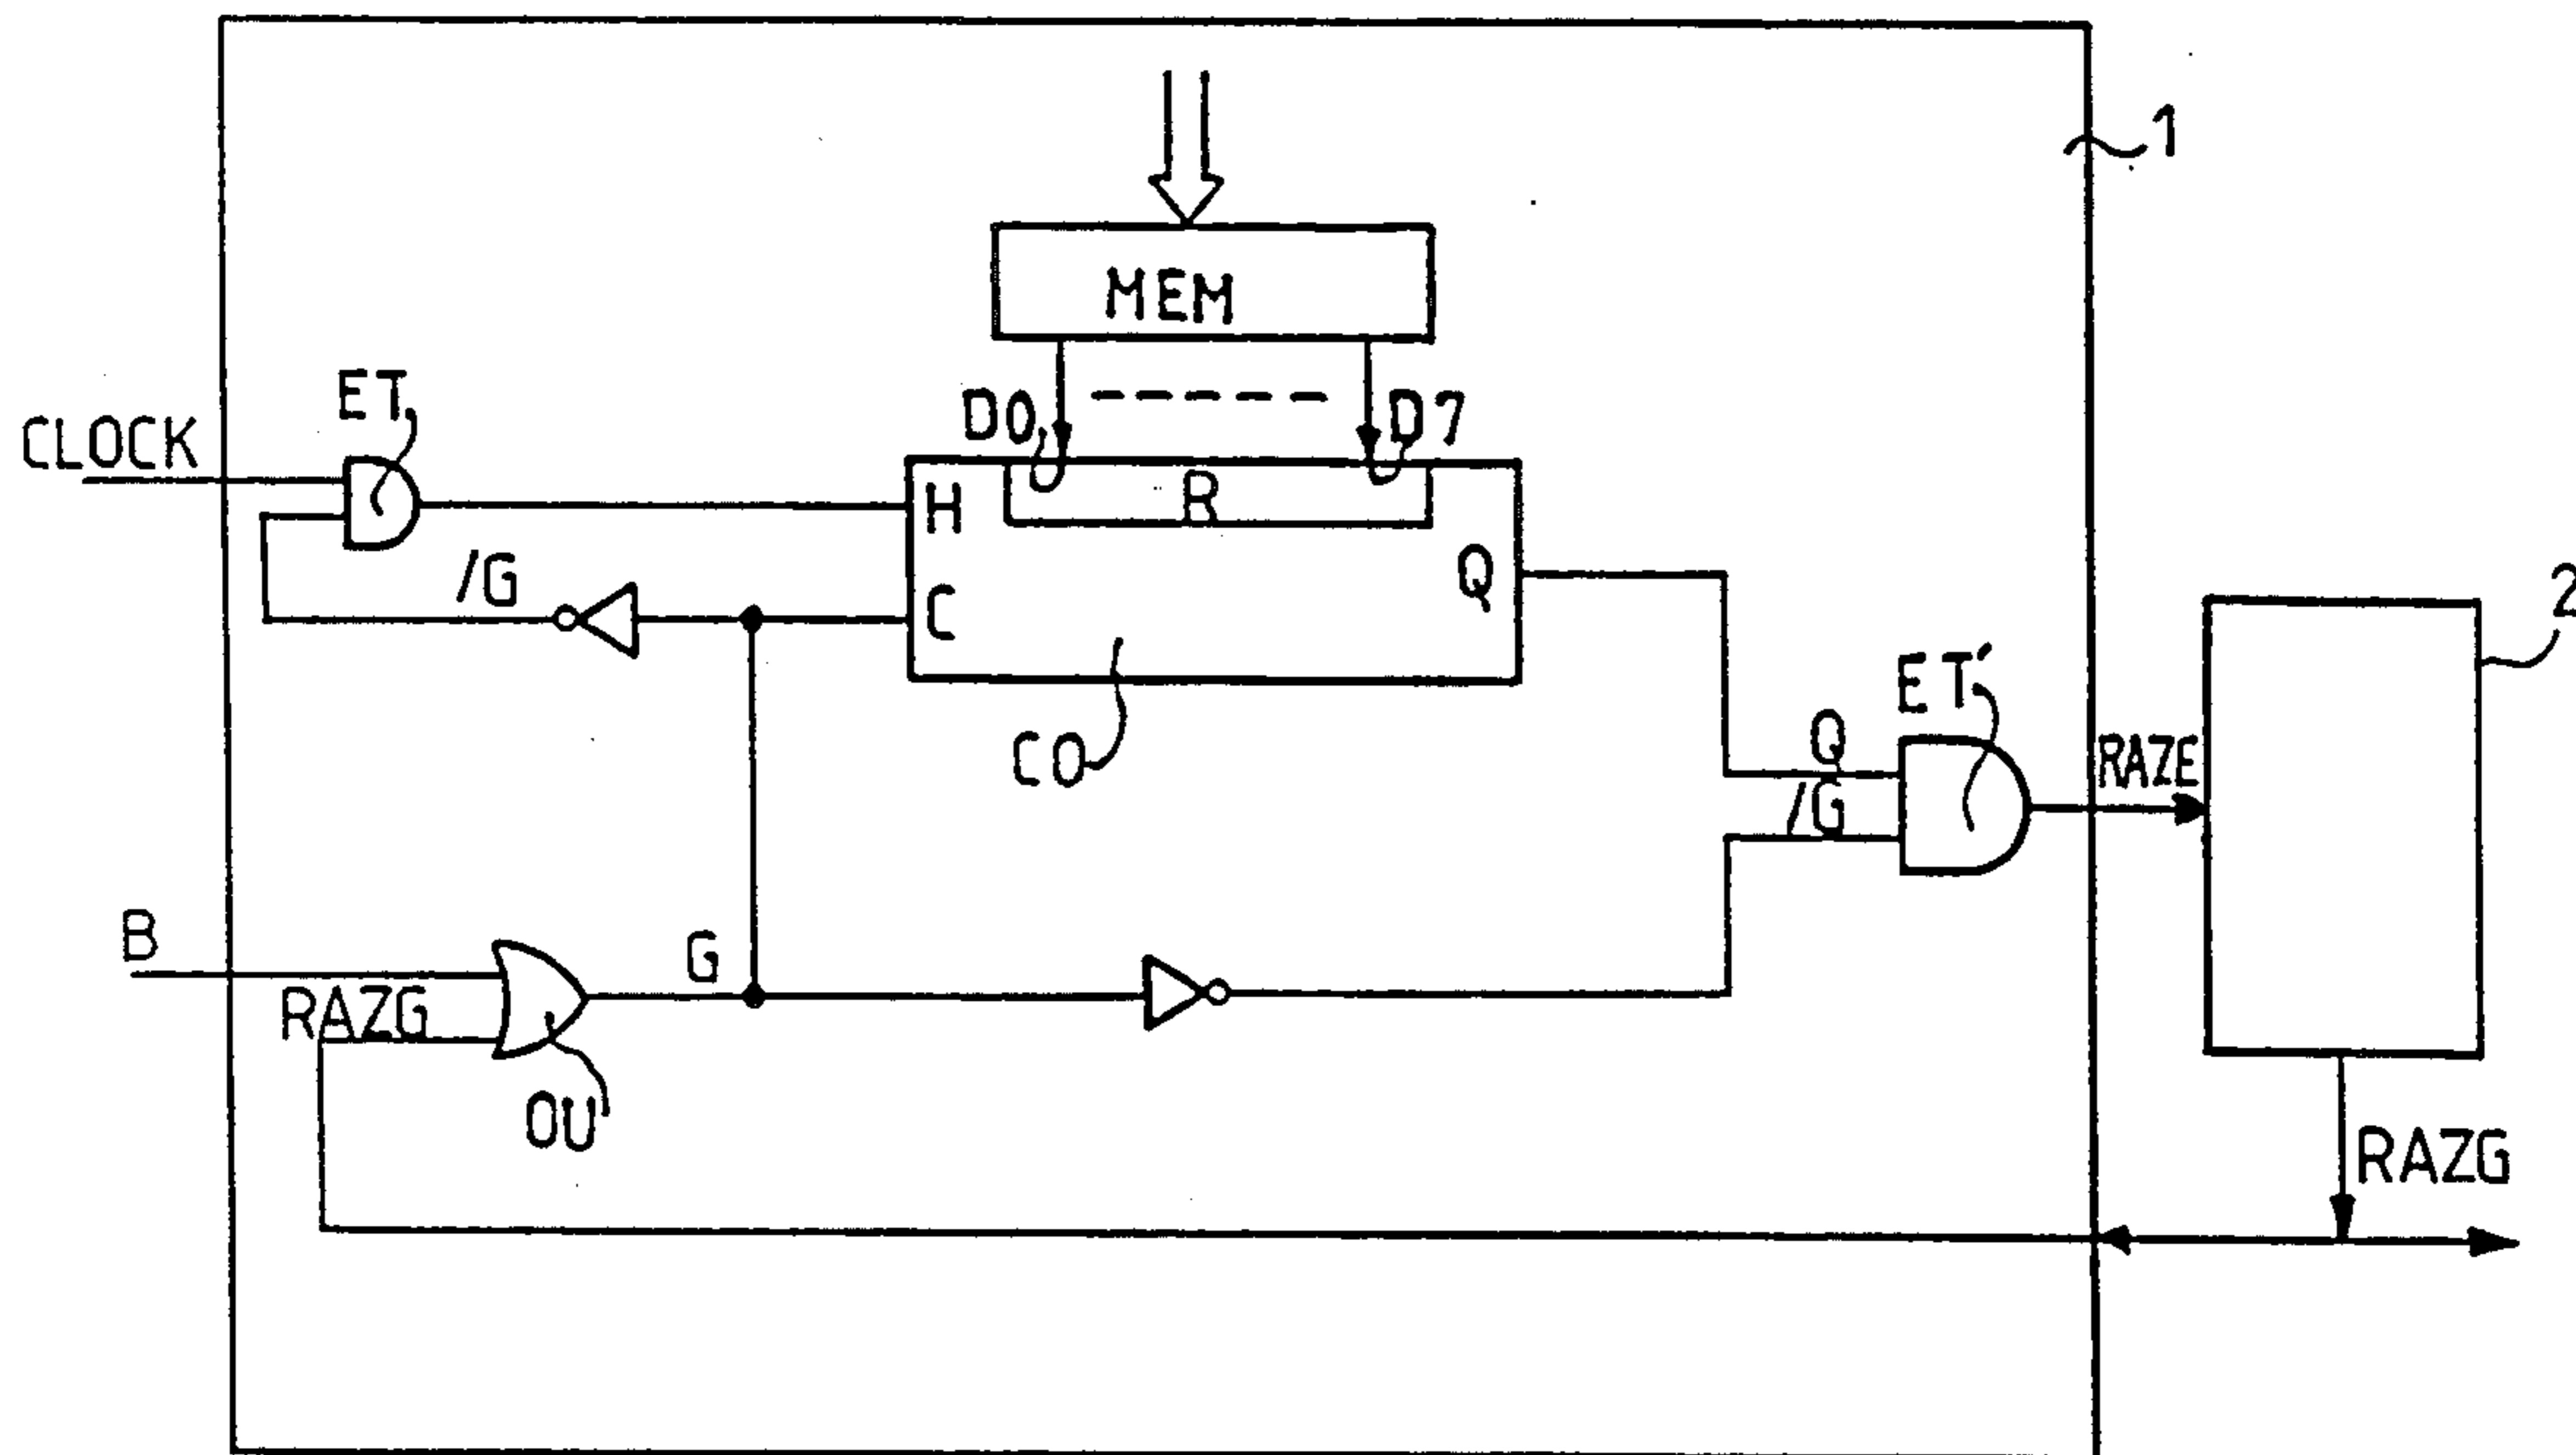 1
MEM
ET
D0
D7
CLOCK
H
R
/G
C
Q
2
CO
ET'
Q
RAZE
/G
B
G
RAZG
OU
RAZG